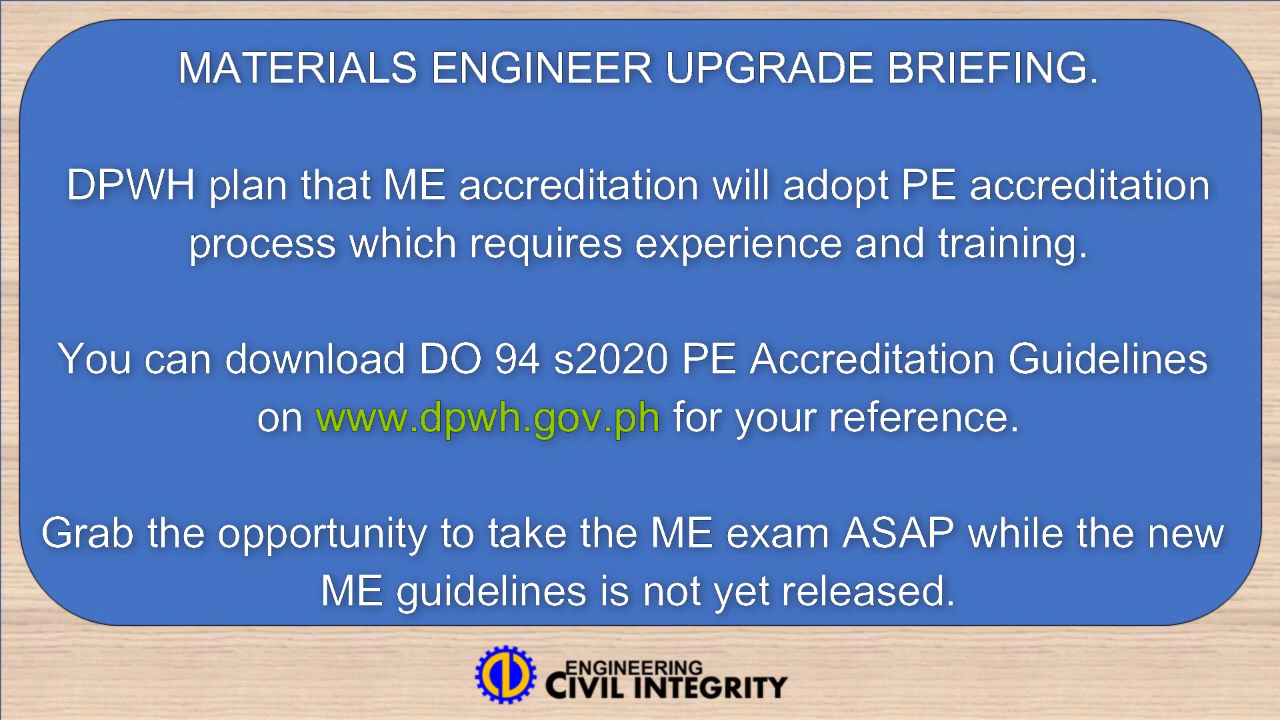 MATERIALS ENGINEER UPGRADE BRIEFING.
DPWH plan that ME accreditation will adopt PE accreditation
process which requires experience and training.
You can download DO 94 s2020 PE Accreditation Guidelines
on www.dpwh.gov.ph for your reference.
Grab the opportunity to take the ME exam ASAP while the new
ME guidelines is not yet released.
ENGINEERING
CIVIL INTEGRITY